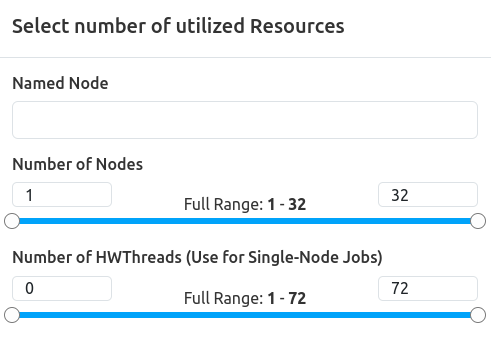 Select number of utilized Resources
Named Node
Number of Nodes
1 Full Range: 1 - 32 32
Number of HWThreads (Use for Single-Node Jobs)
0 Full Range: 1 - 72 72